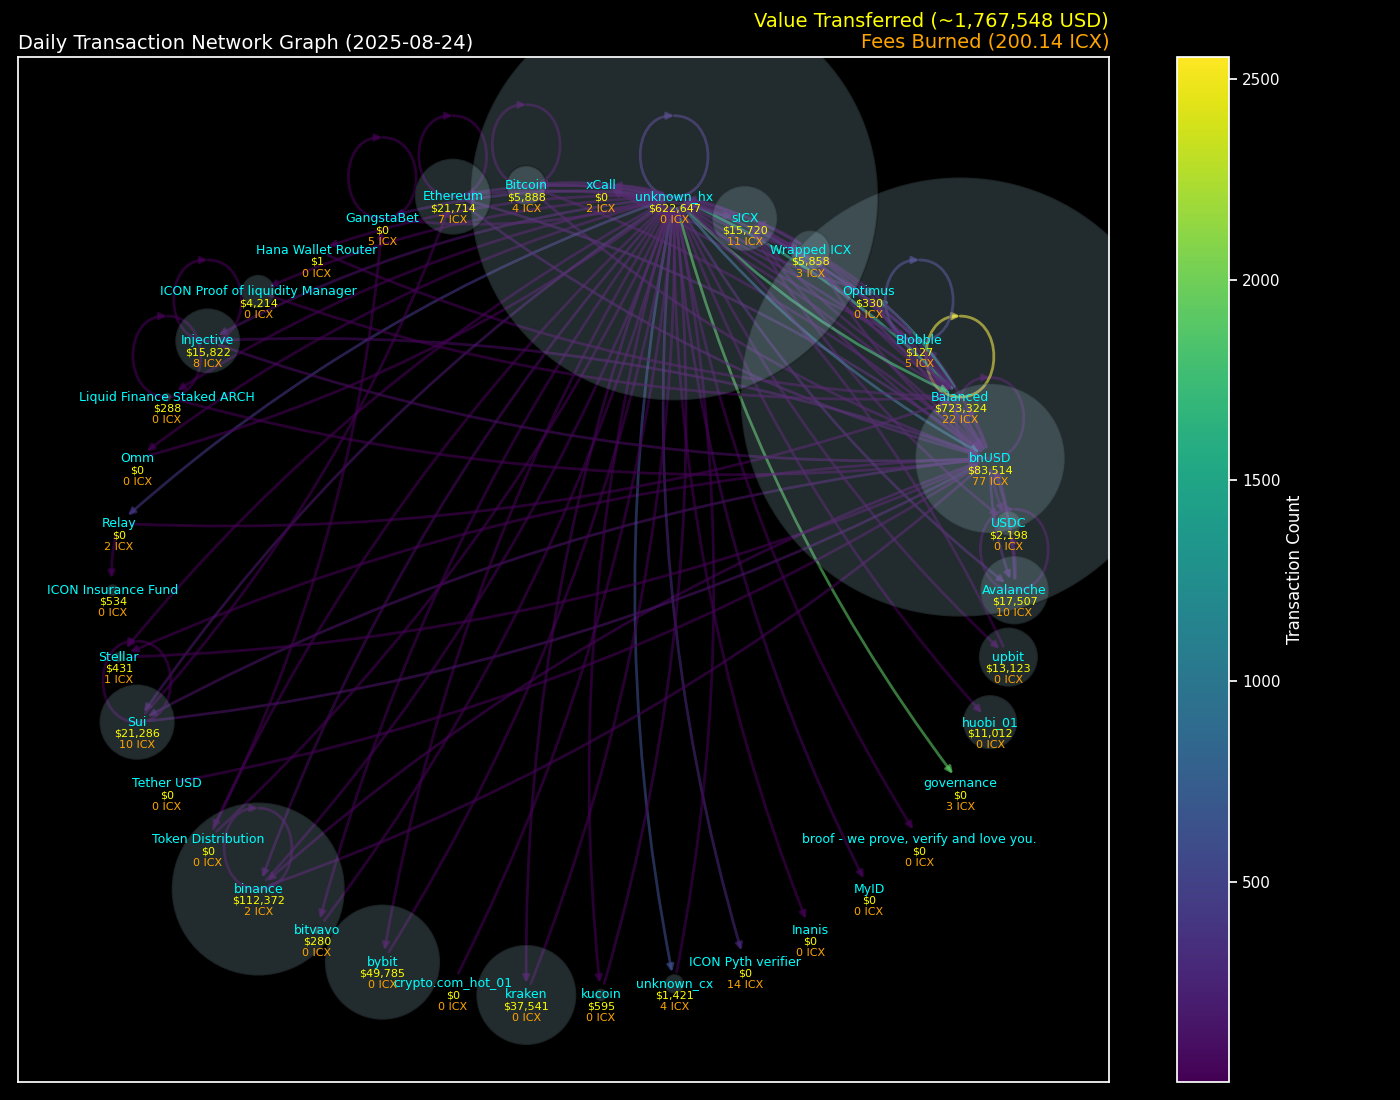 Value Transferred (~1,767,548 USD)
Daily Transaction Network Graph (2025-08-24)
Fees Burned (200.14 ICX)
Bitcoin
$5,888
4 ICX
xCall
$0
2 ICX
Ethereum
$21,714
7 ICX
unknown_hx
$622,647
0 ICX
GangstaBet
$0
5 ICX
sICX
$15,720
11 ICX
Hana Wallet Router
$1
0 ICX
Wrapped ICX
$5,858
3 ICX
ICON Proof of liquidity Manager
$4,214
0 ICX
Optimus
$330
0 ICX
Injective
$15,822
8 ICX
Blobble
$127
5 ICX
Liquid Finance Staked ARCH
$288
0 ICX
Balanced
$723,324
22 ICX
Omm
$0
0 ICX
bnUSD
$83,514
77 ICX
Relay
$0
2 ICX
USDC
$2,198
0 ICX
ICON Insurance Fund
$534
0 ICX
Avalanche
$17,507
10 ICX
Stellar
$431
1 ICX
upbit
$13,123
0 ICX
Sui
$21,286
10 ICX
huobi_01
$11,012
0 ICX
Tether USD
$0
0 ICX
governance
$0
3 ICX
Token Distribution
$0
0 ICX
broof - we prove, verify and love you.
$0
0 ICX
binance
$112,372
2 ICX
MyID
$0
0 ICX
bitvavo
$280
0 ICX
Inanis
$0
0 ICX
bybit
$49,785
0 ICX
ICON Pyth verifier
$0
14 ICX
crypto.com_hot_01
$0
0 ICX
kraken
$37,541
0 ICX
kucoin
$595
0 ICX
unknown_cx
$1,421
4 ICX
2500
2000
1500
1000
500
Transaction Count